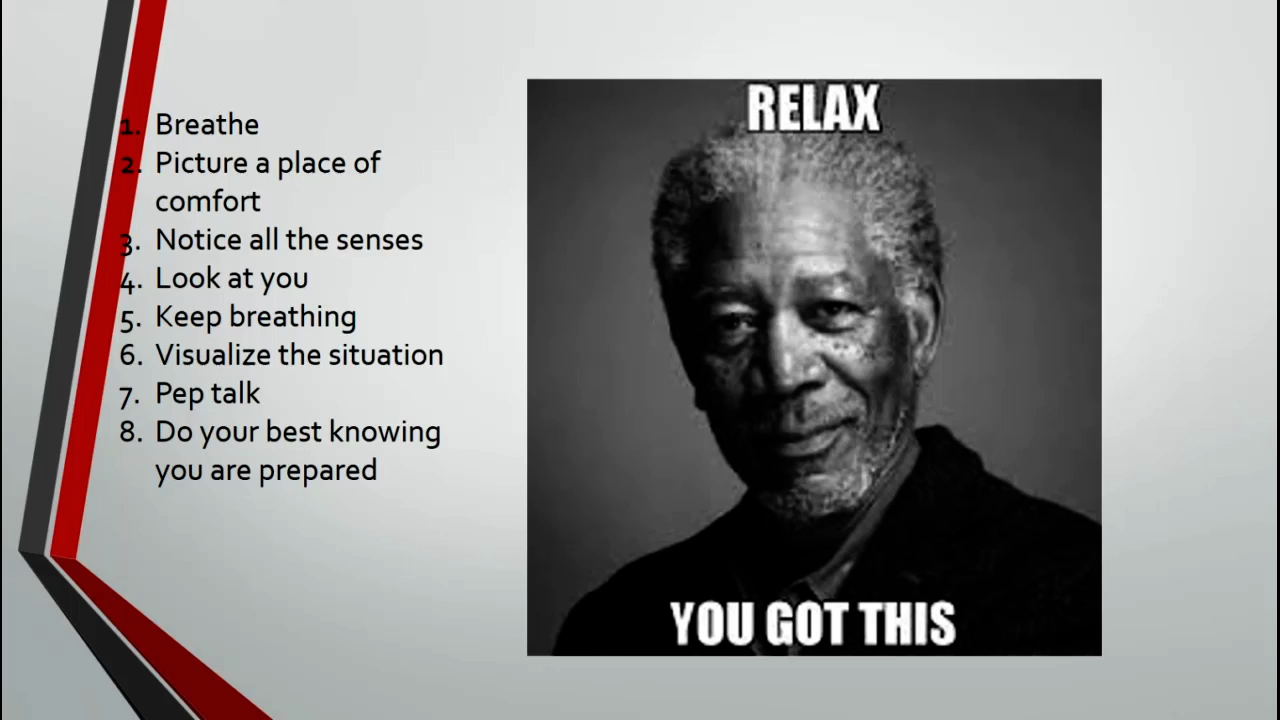 1. Breathe
2. Picture a place of
comfort
3. Notice all the senses
4. Look at you
5. Keep breathing
6. Visualize the situation
7. Pep talk
8. Do your best knowing
you are prepared
RELAX
YOU GOT THIS